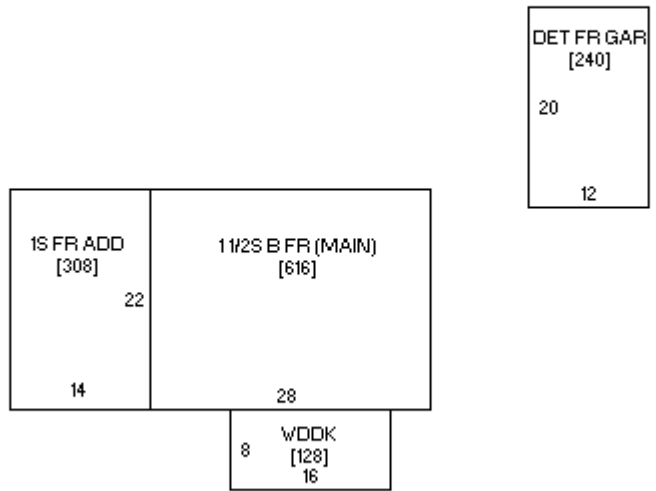 DET FR GAR
[240]
20
12
1S FR ADD
[308]
22
14
1 1/2S B FR (MAIN)
[616]
28
WDDK
8
[128]
16